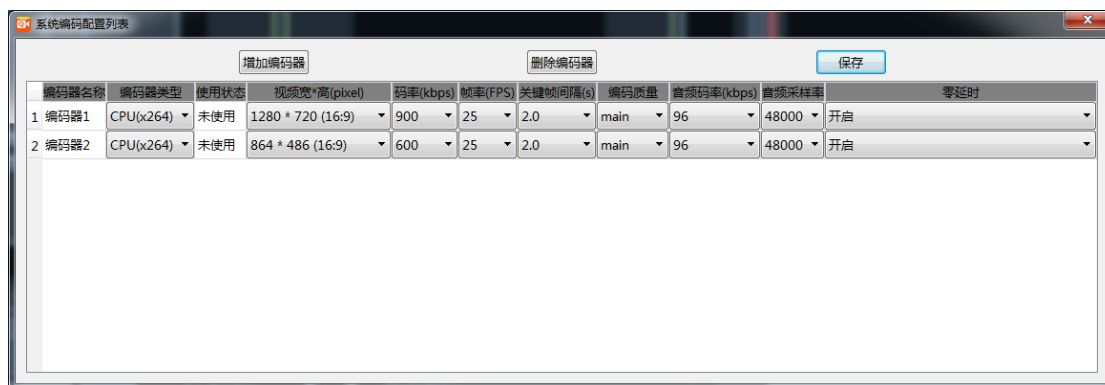 系统编码配置列表
增加编码器 删除编码器 保存
编码器名称 编码器类型 使用状态 视频宽*高(pixel) 码率(kbps) 帧率(FPS) 关键帧间隔(s) 编码质量 音频码率(kbps) 音频采样率 零延时
1 编码器1 CPU(x264) 未使用 1280 * 720 (16:9) 900 25 2.0 main 96 48000 开启
2 编码器2 CPU(x264) 未使用 864 * 486 (16:9) 600 25 2.0 main 96 48000 开启